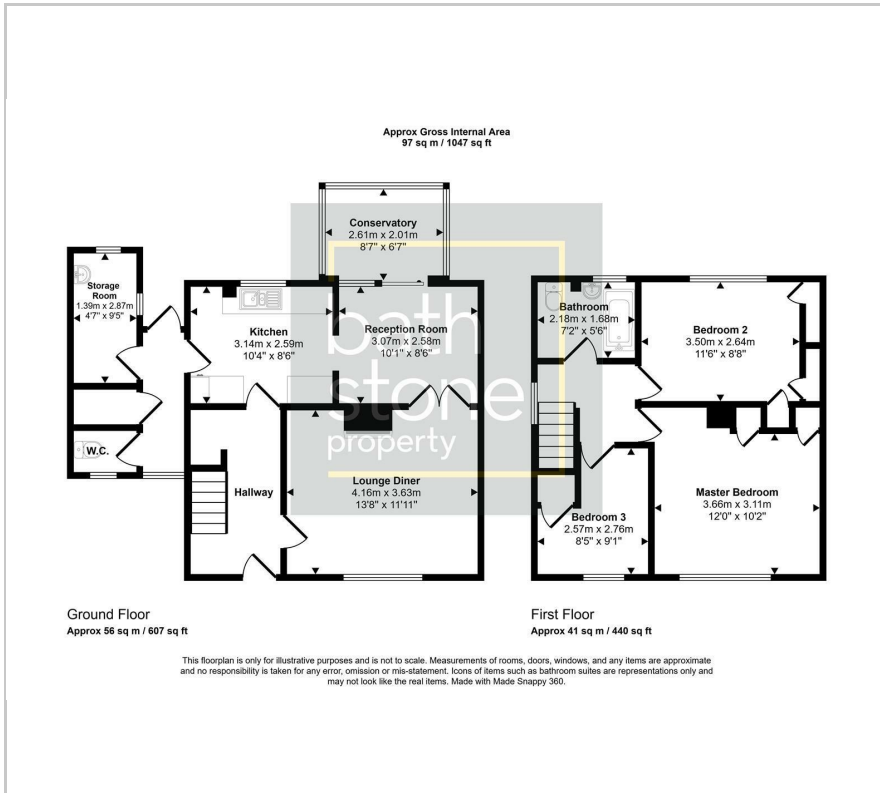 Approx Gross Internal Area
97 sq m / 1047 sq ft
Conservatory
2.61m x 2.01m
8'7" x 6'7"
Storage
Room
1.39m x 2.87m
4'7" x 9'5"
Kitchen
3.14m x 2.59m
10'4" x 8'6"
Reception Room
3.07m x 2.58m
10'1" x 8'6"
W.C.
Hallway
Lounge Diner
4.16m x 3.63m
13'8" x 11'11"
bath
stone
property
Bathroom
2.18m x 1.68m
7'2" x 5'6"
Bedroom 2
3.50m x 2.64m
11'6" x 8'8"
Bedroom 3
2.57m x 2.76m
8'5" x 9'1"
Master Bedroom
3.66m x 3.11m
12'0" x 10'2"
Ground Floor
Approx 56 sq m / 607 sq ft
First Floor
Approx 41 sq m / 440 sq ft
This floorplan is only for illustrative purposes and is not to scale. Measurements of rooms, doors, windows, and any items are approximate
and no responsibility is taken for any error, omission or mis-statement. Icons of items such as bathroom suites are representations only and
may not look like the real items. Made with Made Snappy 360.